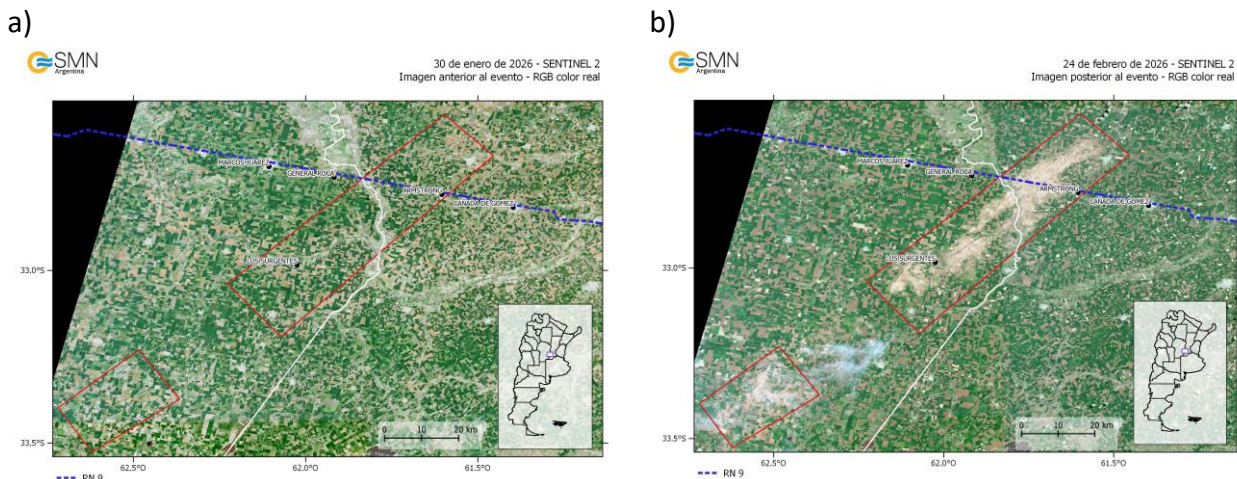 a)
SMN
Argentina
30 de enero de 2026 - SENTINEL 2
Imagen anterior al evento - RGB color real
MARCOS JUÁREZ
GENERAL ROCA
ARMSTRONG
CAÑADA DE GOMEZ
LOS SURGENTES
33.0°S
33.5°S
0 10 20 km
62.5°O 62.0°O 61.5°O
RN 9
b)
SMN
Argentina
24 de febrero de 2026 - SENTINEL 2
Imagen posterior al evento - RGB color real
MARCOS JUÁREZ
GENERAL ROCA
ARMSTRONG
CAÑADA DE GOMEZ
LOS SURGENTES
33.0°S
33.5°S
0 10 20 km
62.5°O 62.0°O 61.5°O
RN 9